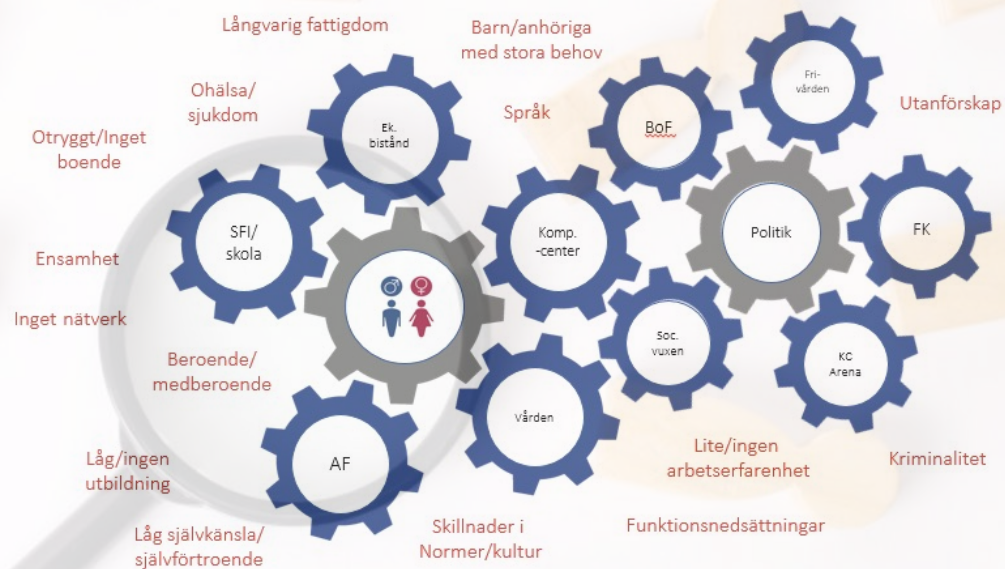 Långvarig fattigdom
Barn/anhöriga
med stora behov
Fri-
vården
Ohälsa/
sjukdom
Ek.
bistånd
Språk
BoF
Utanförskap
Otryggt/Inget
boende
SFI/
skola
Komp.
-center
Politik
FK
Ensamhet
Inget nätverk
Beroende/
medberoende
Soc.
vuxen
KC
Arena
Vården
AF
Låg/ingen
utbildning
Lite/ingen
arbetserfarenhet
Kriminalitet
Låg självkänsla/
självförtroende
Skillnader i
Normer/kultur
Funktionsnedsättningar